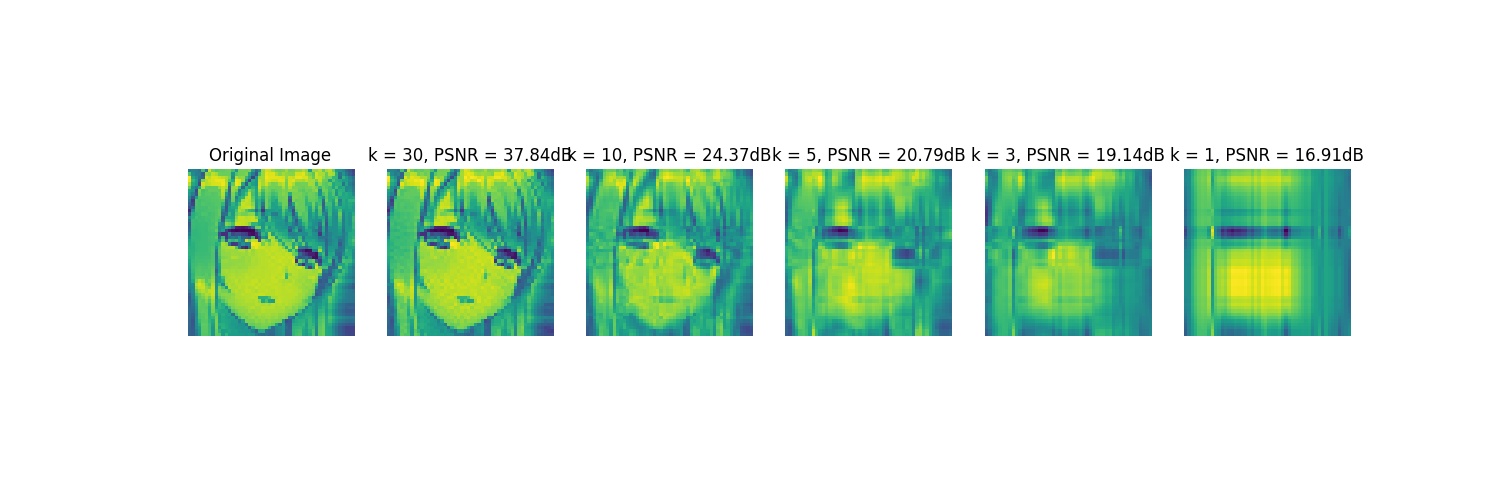 Original Image
k = 30, PSNR = 37.84dB
k = 10, PSNR = 24.37dB
k = 5, PSNR = 20.79dB
k = 3, PSNR = 19.14dB
k = 1, PSNR = 16.91dB